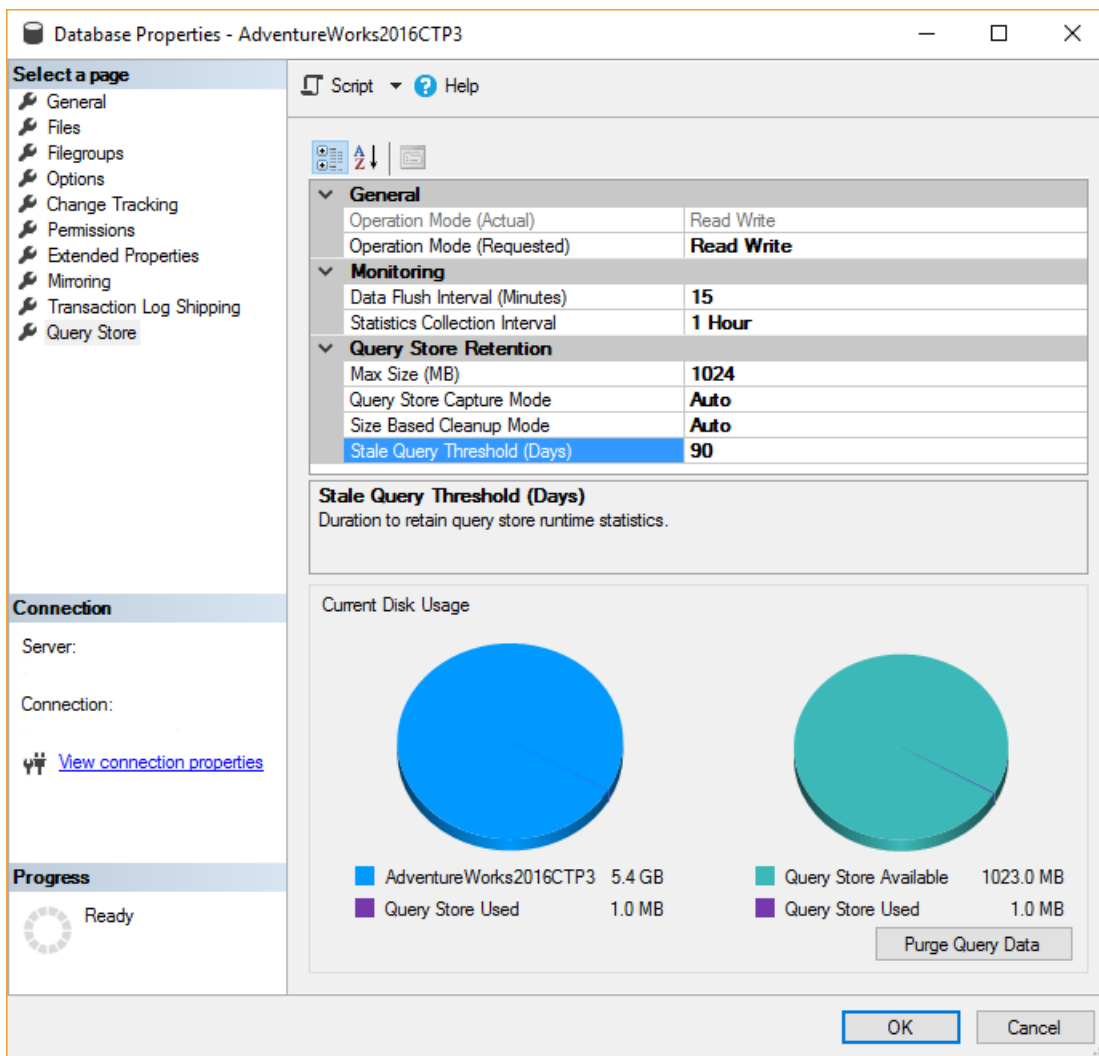 Database Properties - AdventureWorks2016CTP3
Select a page
General
Files
Filegroups
Options
Change Tracking
Permissions
Extended Properties
Mirroring
Transaction Log Shipping
Query Store
Connection
Server:
Connection:
View connection properties
Progress
Ready
Script Help
General
Operation Mode (Actual) Read Write
Operation Mode (Requested) Read Write
Monitoring
Data Flush Interval (Minutes) 15
Statistics Collection Interval 1 Hour
Query Store Retention
Max Size (MB) 1024
Query Store Capture Mode Auto
Size Based Cleanup Mode Auto
Stale Query Threshold (Days) 90
Stale Query Threshold (Days)
Duration to retain query store runtime statistics.
Current Disk Usage
AdventureWorks2016CTP3 5.4 GB
Query Store Used 1.0 MB
Query Store Available 1023.0 MB
Query Store Used 1.0 MB
Purge Query Data
OK Cancel